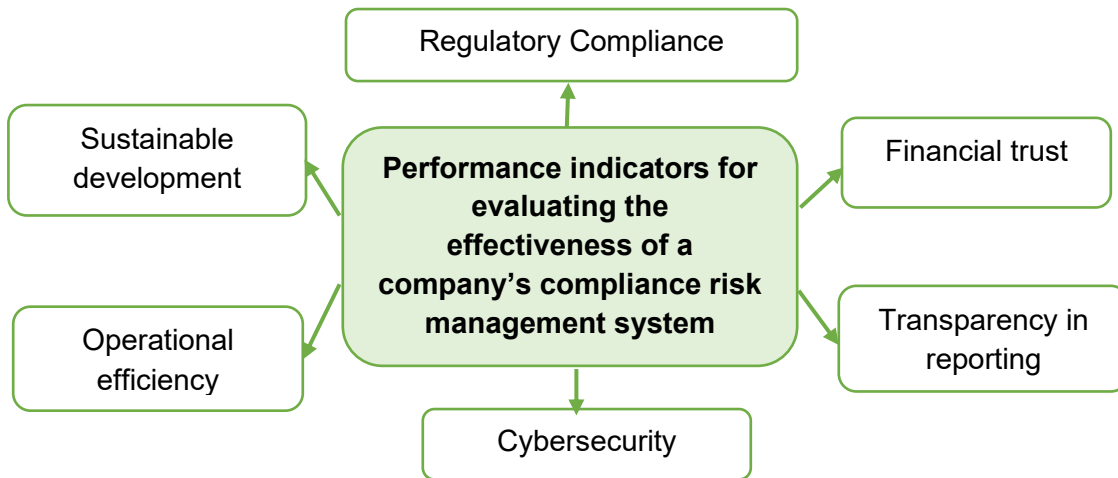 Regulatory Compliance
Sustainable
development
Financial trust
Performance indicators for
evaluating the
effectiveness of a
company’s compliance risk
management system
Operational
efficiency
Transparency in
reporting
Cybersecurity